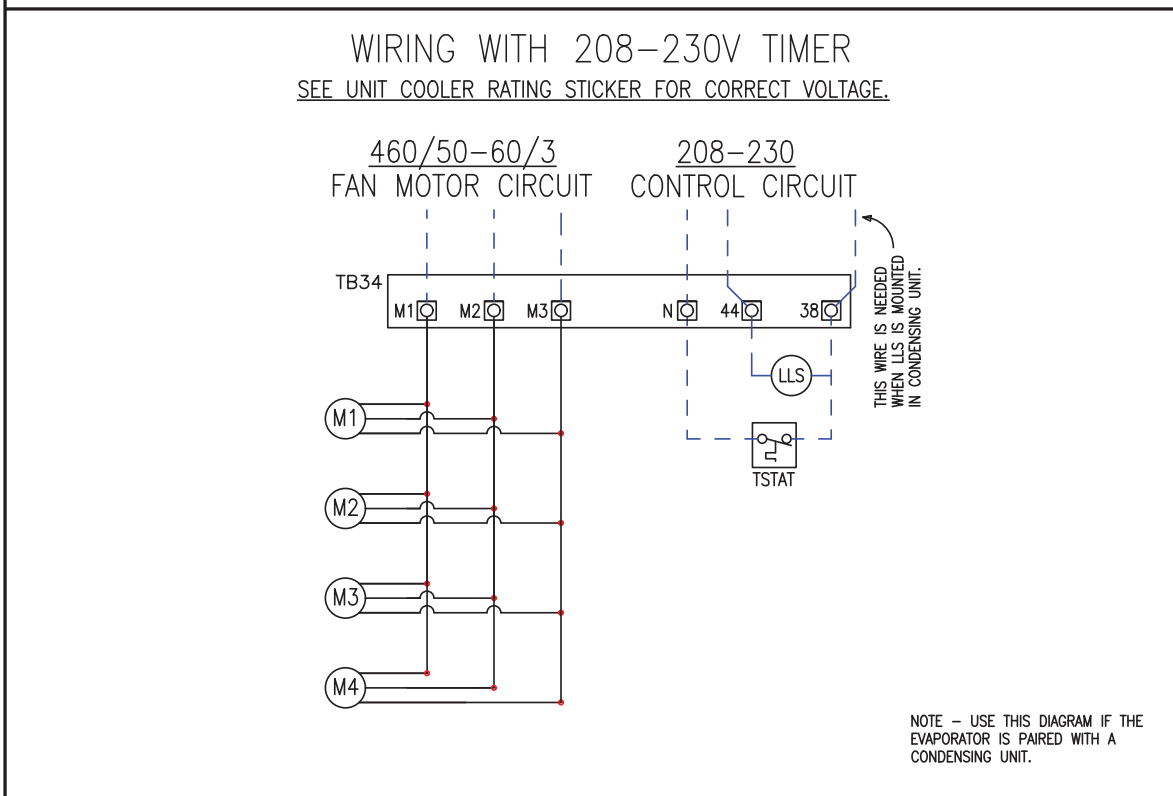 WIRING WITH 208-230V TIMER
SEE UNIT COOLER RATING STICKER FOR CORRECT VOLTAGE.
460/50-60/3
FAN MOTOR CIRCUIT
208-230
CONTROL CIRCUIT
THIS WIRE IS NEEDED
WHEN LLS IS MOUNTED
IN CONDENSING UNIT.
TB34
M1
M2
M3
N
44
38
LLS
TSTAT
M1
M2
M3
M4
NOTE - USE THIS DIAGRAM IF THE
EVAPORATOR IS PAIRED WITH A
CONDENSING UNIT.